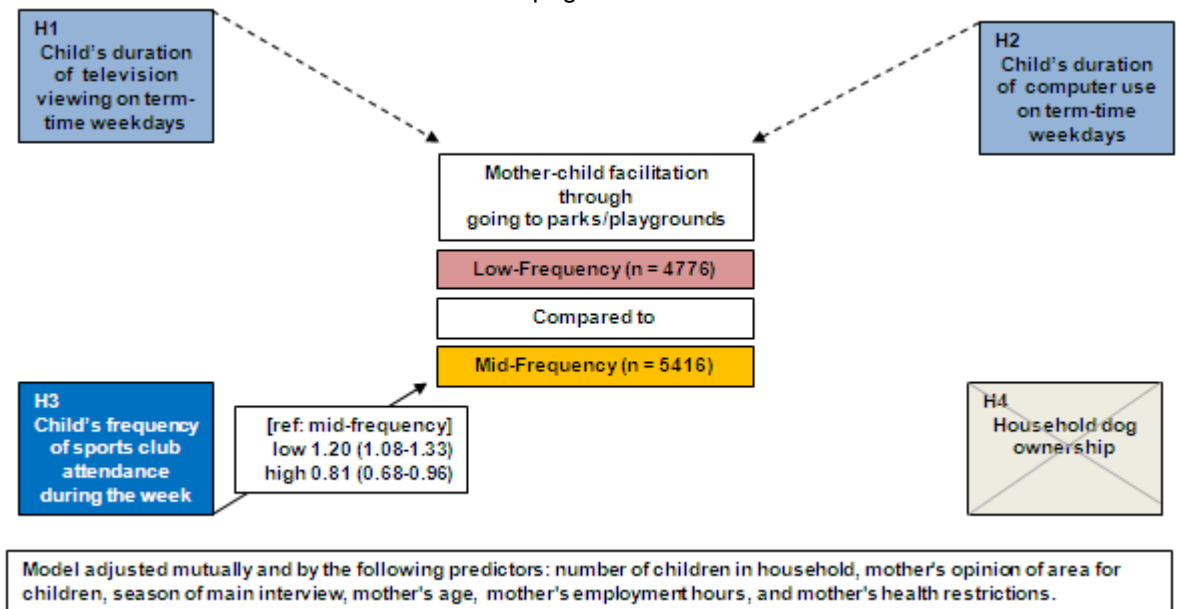 H1
Child's duration
of television
viewing on term-
time weekdays
H2
Child's duration
of computer use
on term-time
weekdays
Mother-child facilitation
through
going to parks/playgrounds
Low-Frequency (n = 4776)
Compared to
Mid-Frequency (n = 5416)
H3
Child's frequency
of sports club
attendance
during the week
[ref: mid-frequency]
low 1.20 (1.08-1.33)
high 0.81 (0.68-0.96)
H4
Household dog
ownership
Model adjusted mutually and by the following predictors: number of children in household, mother's opinion of area for
children, season of main interview, mother's age, mother's employment hours, and mother's health restrictions.